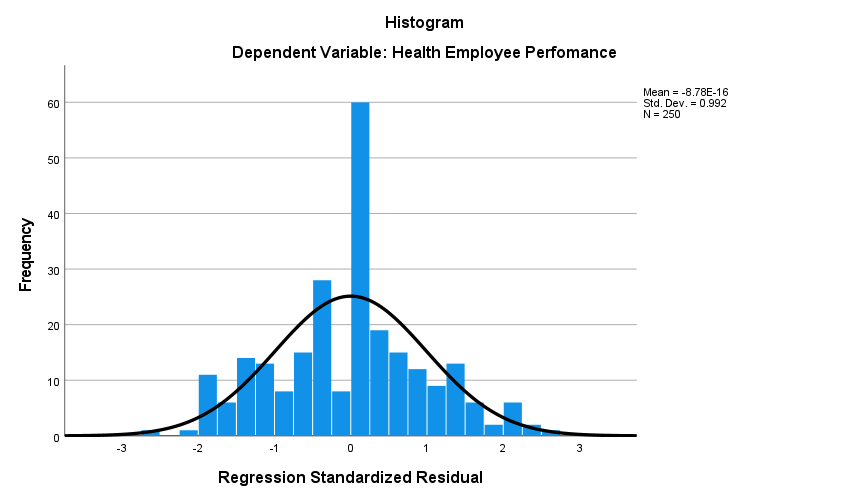 Histogram
Dependent Variable: Health Employee Perfomance
Mean = -8.78E-16
Std. Dev. = 0.992
N = 250
60
50
40
30
20
10
0
Frequency
-3 -2 -1 0 1 2 3
Regression Standardized Residual